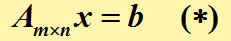 A_{m×n} x = b (*)